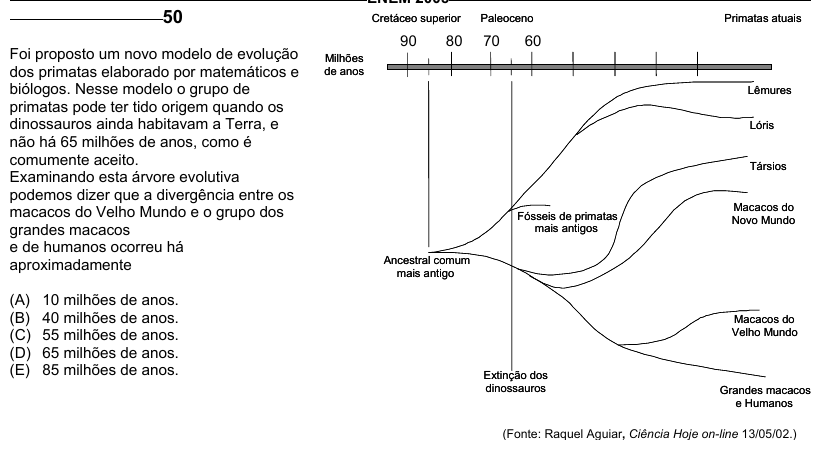 50
Foi proposto um novo modelo de evolução
dos primatas elaborado por matemáticos e
biólogos. Nesse modelo o grupo de
primatas pode ter tido origem quando os
dinossauros ainda habitavam a Terra, e
não há 65 milhões de anos, como é
comumente aceito.
Examinando esta árvore evolutiva
podemos dizer que a divergência entre os
macacos do Velho Mundo e o grupo dos
grandes macacos
e de humanos ocorreu há
aproximadamente
(A) 10 milhões de anos.
(B) 40 milhões de anos.
(C) 55 milhões de anos.
(D) 65 milhões de anos.
(E) 85 milhões de anos.
Cretáceo superior Paleoceno Primatas atuais
90 80 70 60
Milhões
de anos
Lêmures
Lóris
Társios
Macacos do
Novo Mundo
Fósseis de primatas
mais antigos
Ancestral comum
mais antigo
Macacos do
Velho Mundo
Extinção dos
dinossauros
Grandes macacos
e Humanos
(Fonte: Raquel Aguiar, Ciência Hoje on-line 13/05/02.)